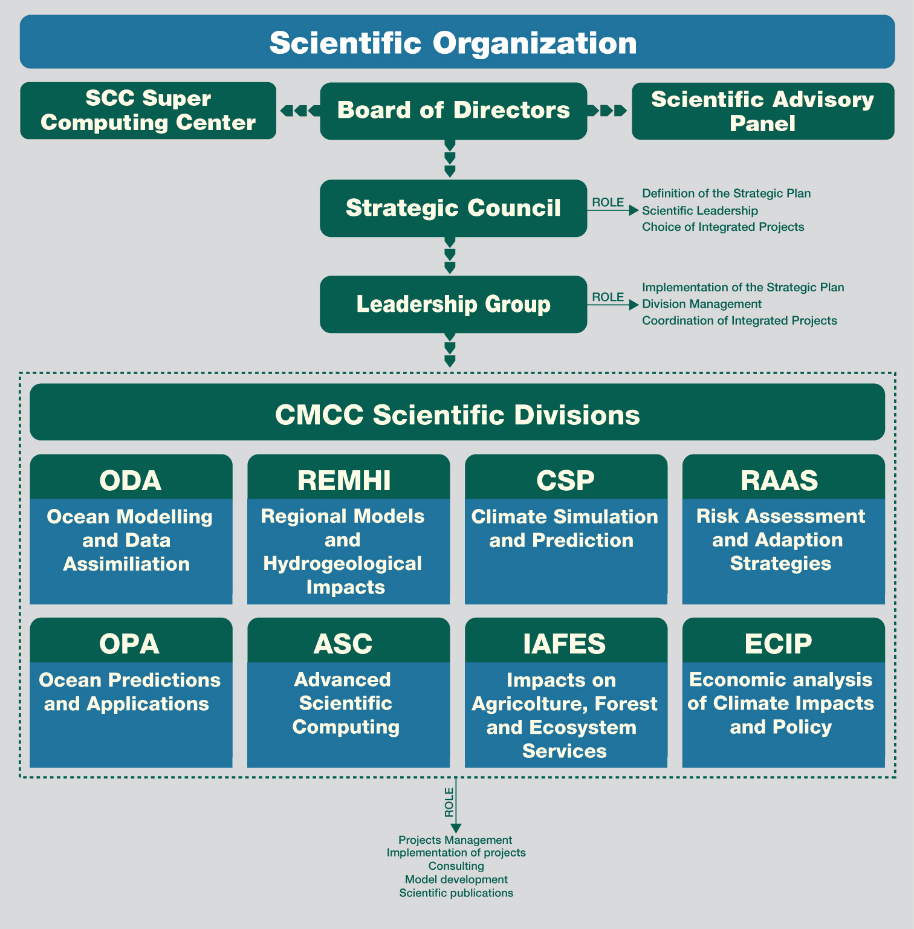 Scientific Organization
SCC Super
Computing Center
Board of Directors
Scientific Advisory
Panel
Strategic Council
ROLE
Definition of the Strategic Plan
Scientific Leadership
Choice of Integrated Projects
Leadership Group
ROLE
Implementation of the Strategic Plan
Division Management
Coordination of Integrated Projects
CMCC Scientific Divisions
ODA
Ocean Modelling
and Data
Assimiliation
REMHI
Regional Models
and
Hydrogeological
Impacts
CSP
Climate Simulation
and Prediction
RAAS
Risk Assessment
and Adaption
Strategies
OPA
Ocean Predictions
and Applications
ASC
Advanced
Scientific
Computing
IAFES
Impacts on
Agricolture, Forest
and Ecosystem
Services
ECIP
Economic analysis
of Climate Impacts
and Policy
ROLE
Projects Management
Implementation of projects
Consulting
Model development
Scientific publications